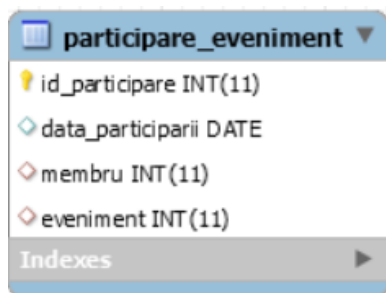 participare_eveniment
id_participare INT(11)
data_participarii DATE
membru INT(11)
eveniment INT(11)
Indexes